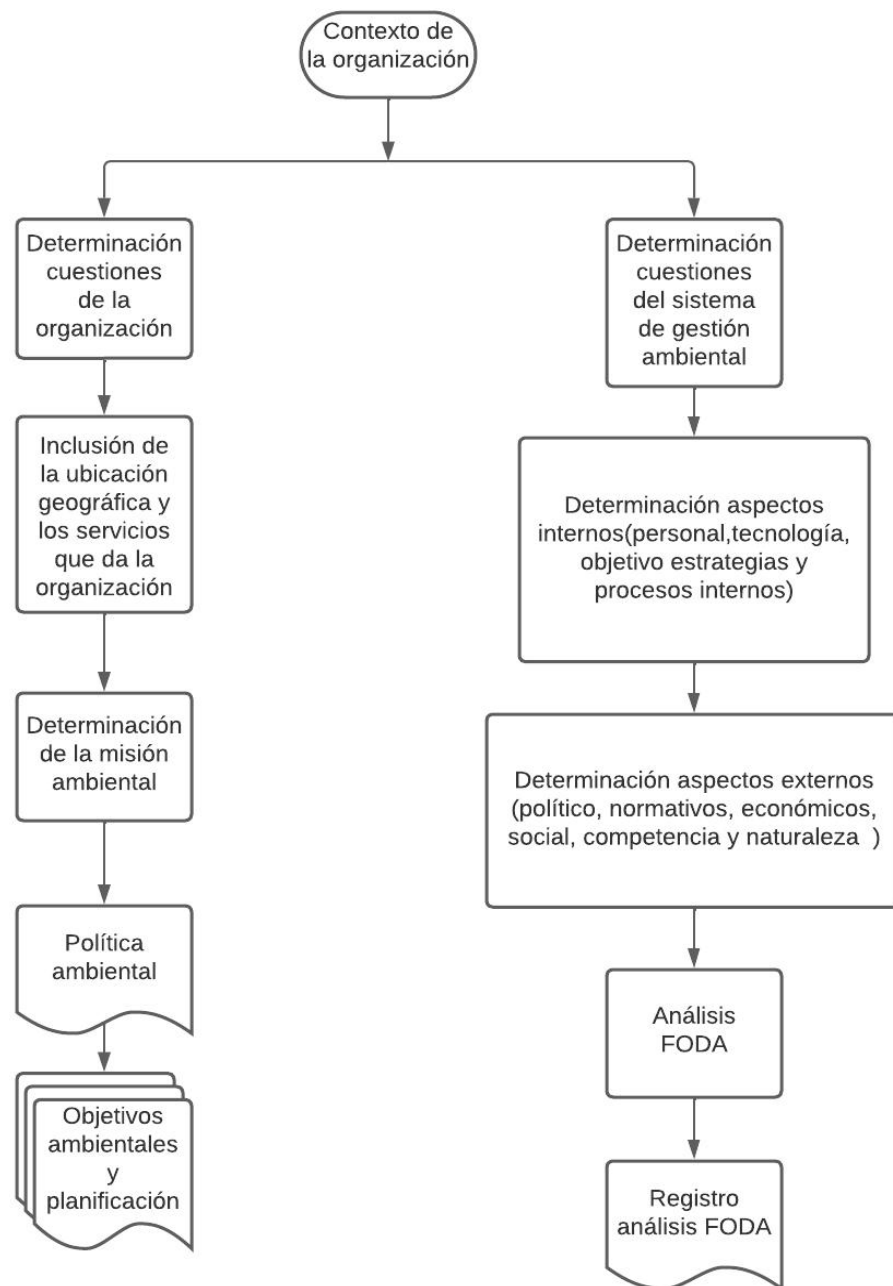 Contexto de
la organización
Determinación
cuestiones
de la
organización
Inclusión de
la ubicación
geográfica y
los servicios
que da la
organización
Determinación
de la misión
ambiental
Política
ambiental
Objetivos
ambientales
y
planificación
Determinación
cuestiones
del sistema
de gestión
ambiental
Determinación aspectos
internos(personal,tecnología,
objetivo estrategias y
procesos internos)
Determinación aspectos externos
(político, normativos, económicos,
social, competencia y naturaleza  )
Análisis
FODA
Registro
análisis FODA